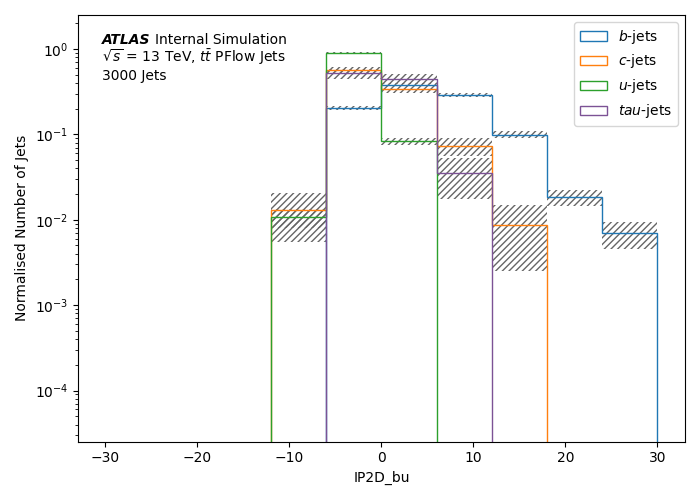 ATLAS Internal Simulation
√s = 13 TeV, tt̄ PFlow Jets
3000 Jets
b-jets
c-jets
u-jets
tau-jets
Normalised Number of Jets
10⁰
10⁻¹
10⁻²
10⁻³
10⁻⁴
−30 −20 −10 0 10 20 30
IP2D_bu